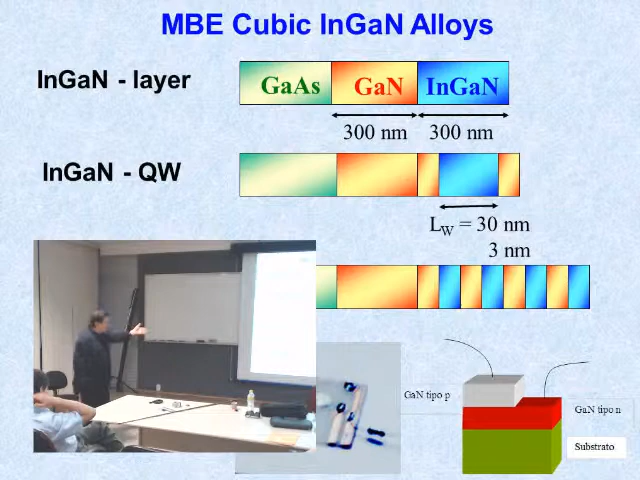 MBE Cubic InGaN Alloys
InGaN - layer
GaAs GaN InGaN
300 nm 300 nm
InGaN - QW
LW = 30 nm
3 nm
GaN tipo p
GaN tipo n
Substrato